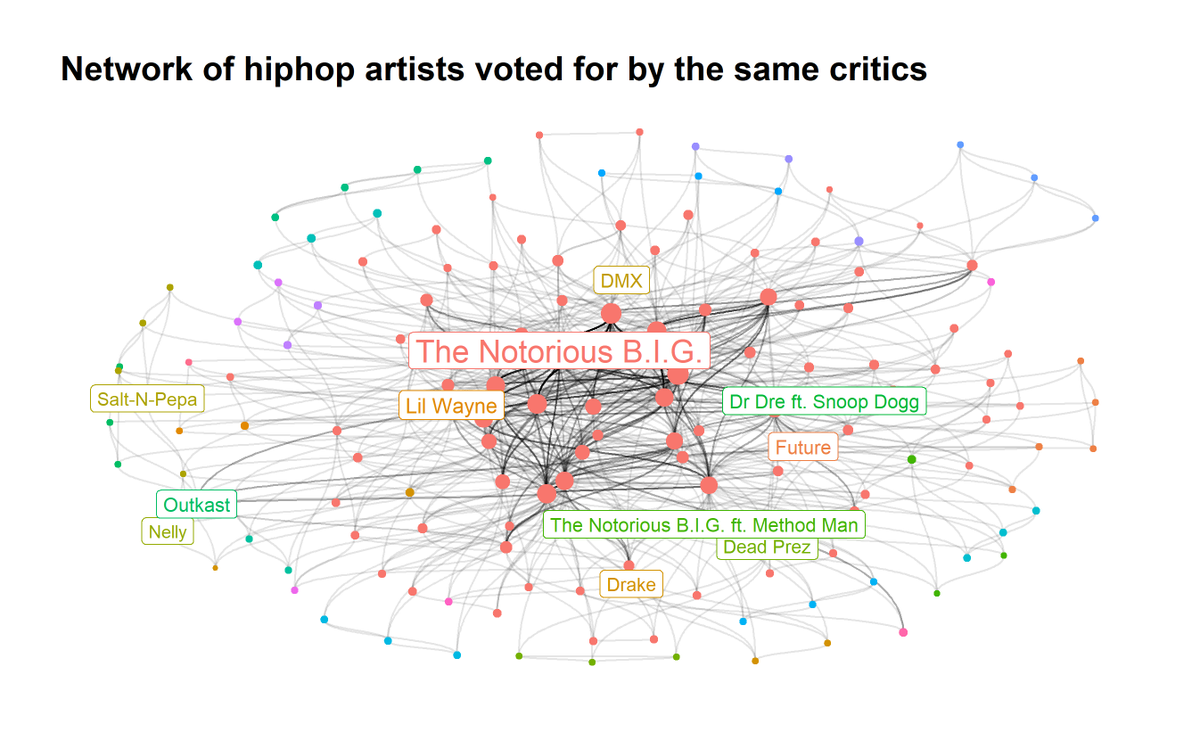 Network of hiphop artists voted for by the same critics
DMX
The Notorious B.I.G.
Salt-N-Pepa
Lil Wayne
Dr Dre ft. Snoop Dogg
Future
Outkast
Nelly
The Notorious B.I.G. ft. Method Man
Dead Prez
Drake